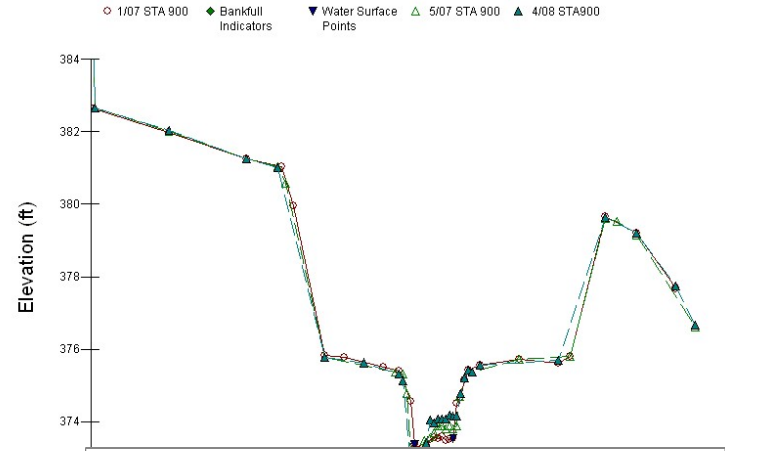 1/07 STA 900
Bankfull Indicators
Water Surface Points
5/07 STA 900
4/08 STA900
384
382
380
378
376
374
Elevation (ft)